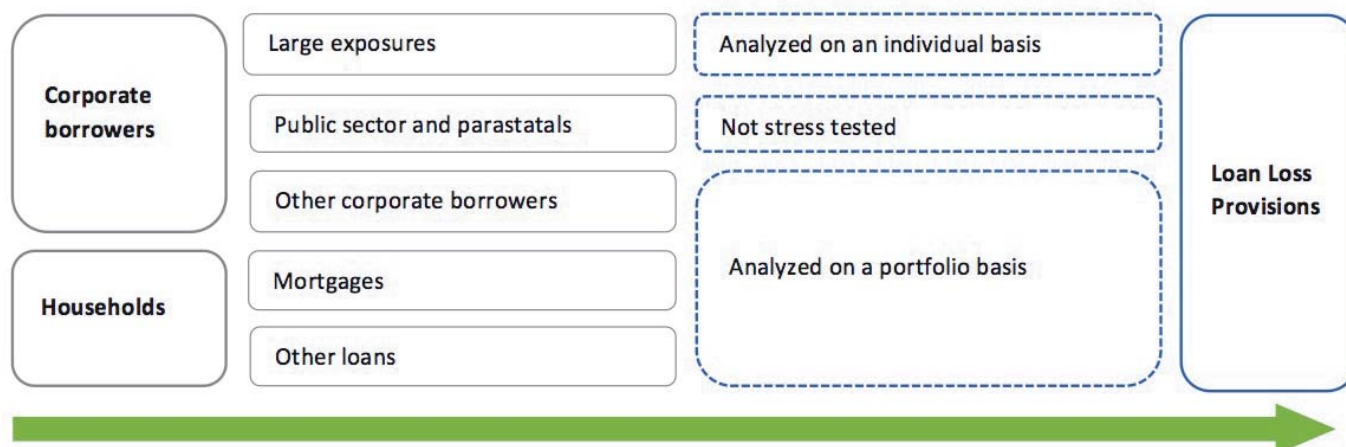 Corporate
borrowers
Large exposures
Analyzed on an individual basis
Public sector and parastatals
Not stress tested
Other corporate borrowers
Analyzed on a portfolio basis
Households
Mortgages
Other loans
Loan Loss
Provisions